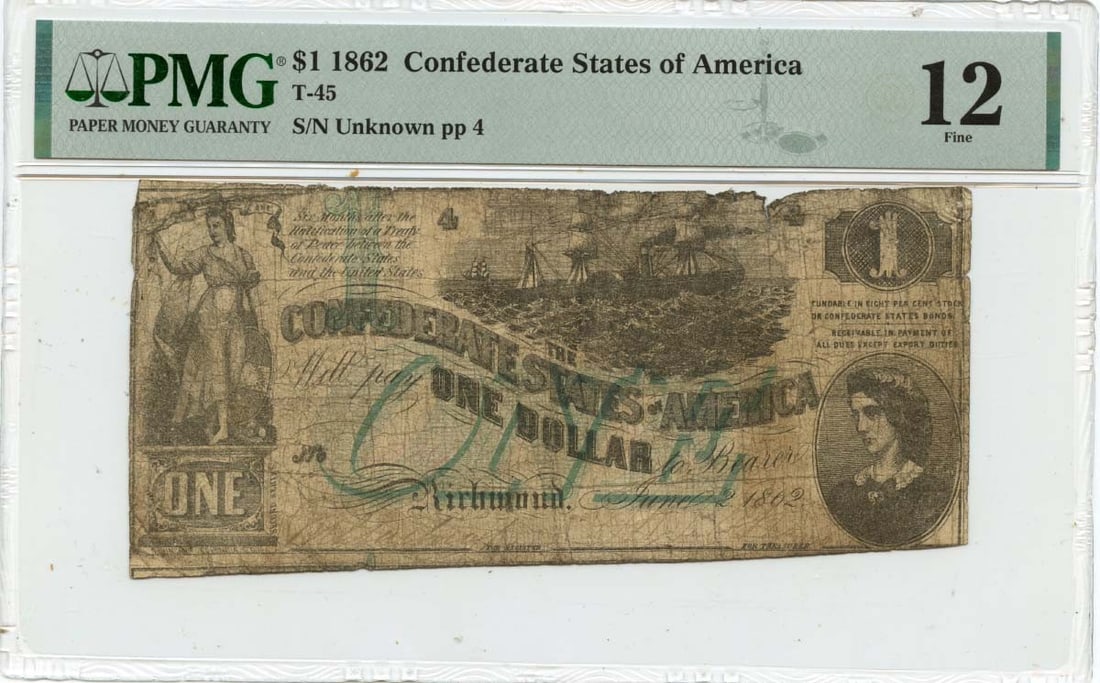 PMG® $1 1862 Confederate States of America
T-45
PAPER MONEY GUARANTY
S/N Unknown pp 4
12
Fine
Six Months after the
Ratification of a Treaty
of Peace between the
Confederate States
and the United States
4
1
FUNDABLE IN EIGHT PER CENT STOCK
OR CONFEDERATE STATES BONDS
RECEIVABLE IN PAYMENT OF
ALL DUES EXCEPT EXPORT DUTIES
THE
CONFEDERATE STATES OF AMERICA
Will pay ONE DOLLAR to Bearer
1 ONE
No
Richmond, June 2 1862
ONE
FOR REGISTER
FOR TREASURER